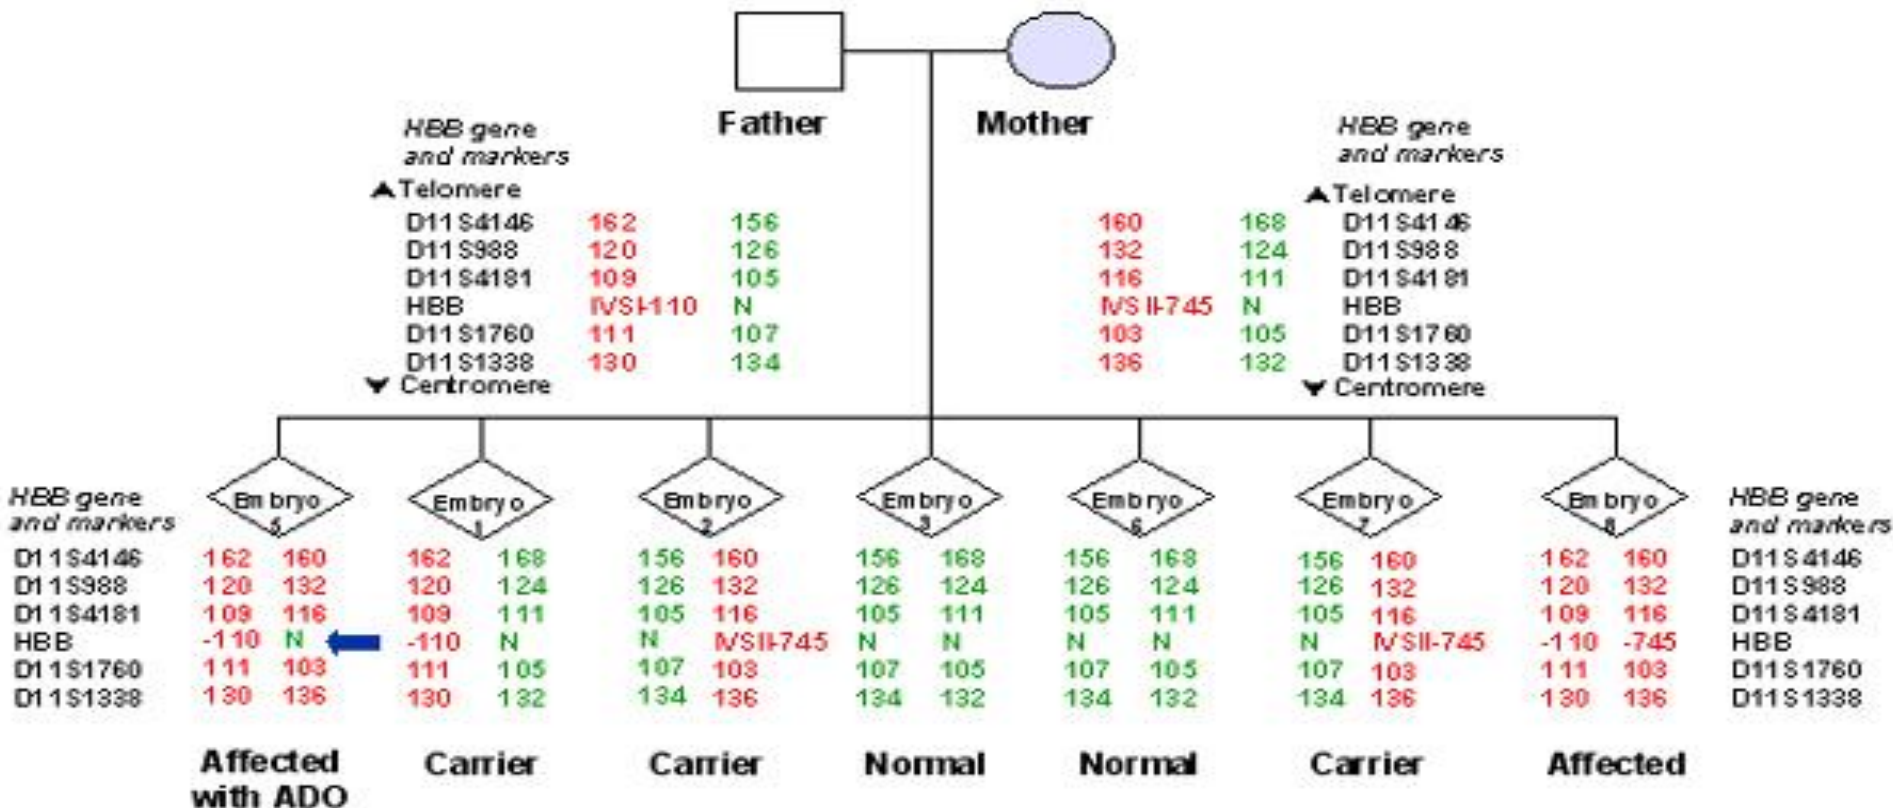 Father
Mother
HBB gene
and markers
Telomere
D11S4146 162 156
D11S988 120 126
D11S4181 109 105
HBB IVSI-110 N
D11S1760 111 107
D11S1338 130 134
Centromere
HBB gene
and markers
Telomere
160 168 D11S4146
132 124 D11S988
116 111 D11S4181
IVSII-745 N HBB
103 105 D11S1760
136 132 D11S1338
Centromere
Embryo
5
Embryo
1
Embryo
2
Embryo
3
Embryo
6
Embryo
7
Embryo
8
HBB gene
and markers
HBB gene
and markers
D11S4146 162 160 162 168 156 160 156 168 156 168 156 160 162 160 D11S4146
D11S988 120 132 120 124 126 132 126 124 126 124 126 132 120 132 D11S988
D11S4181 109 116 109 111 105 116 105 111 105 111 105 116 109 116 D11S4181
HBB -110 N -110 N N IVSII-745 N N N N N IVSII-745 -110 -745 HBB
D11S1760 111 103 111 105 107 103 107 105 107 105 107 103 111 103 D11S1760
D11S1338 130 136 130 132 134 136 134 132 134 132 134 136 130 136 D11S1338
Affected
with ADO
Carrier
Carrier
Normal
Normal
Carrier
Affected